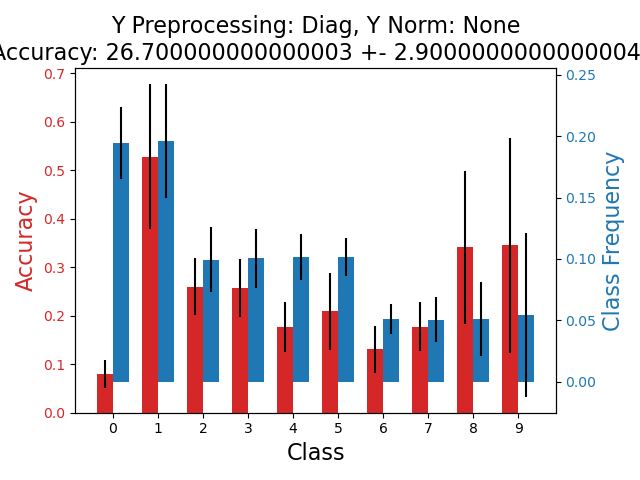 Y Preprocessing: Diag, Y Norm: None
Accuracy: 26.700000000000003 +- 2.9000000000000004
0.7
0.6
0.5
0.4
0.3
0.2
0.1
0.0
Accuracy
0.25
0.20
0.15
0.10
0.05
0.00
Class Frequency
0 1 2 3 4 5 6 7 8 9
Class